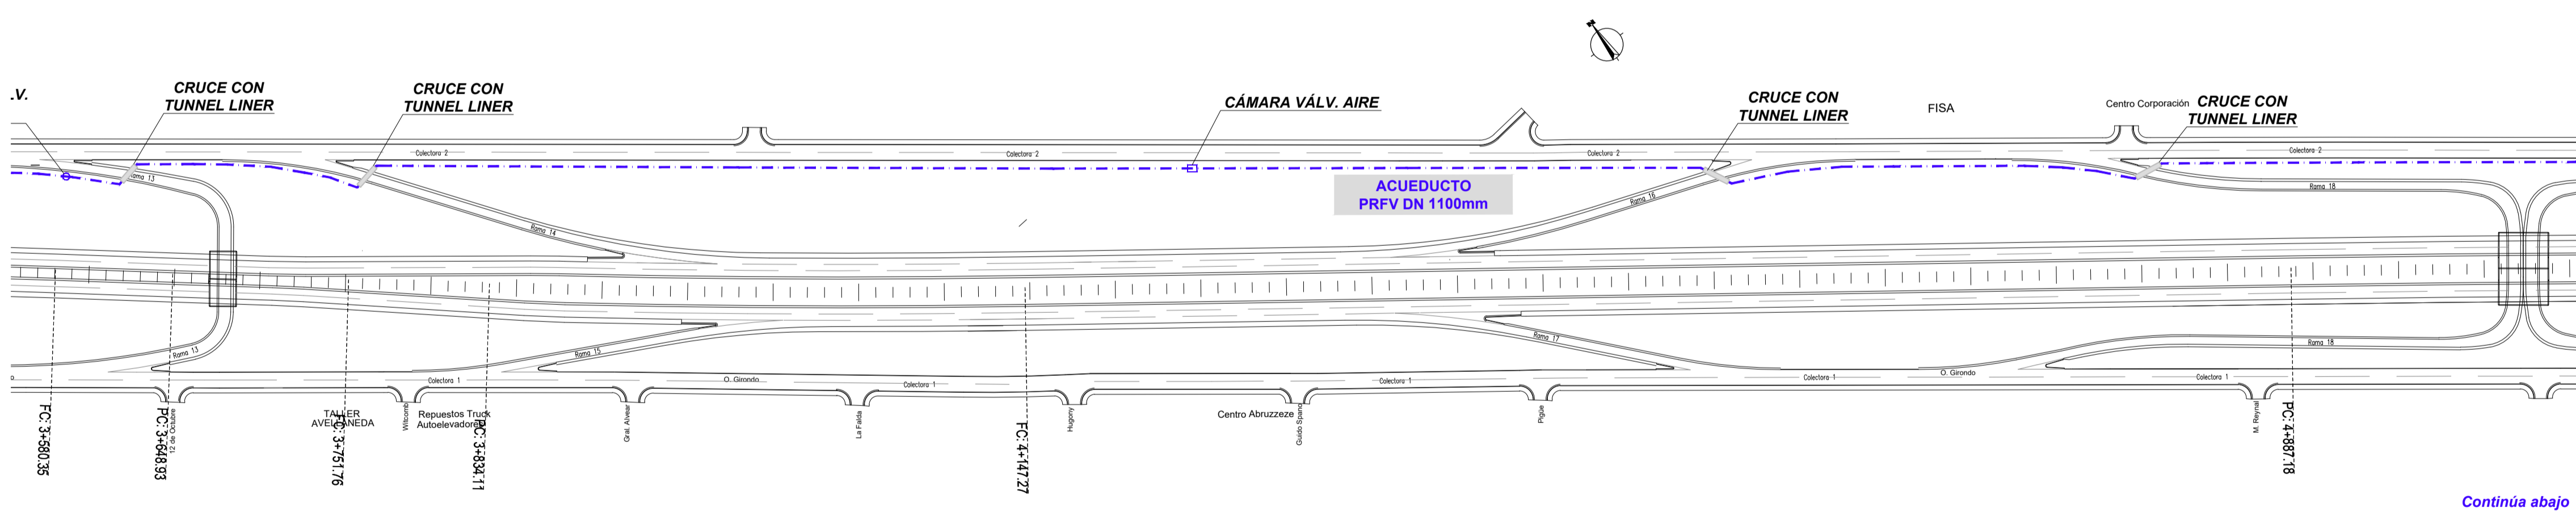 .V.
CRUCE CON
TUNNEL LINER
CRUCE CON
TUNNEL LINER
CÁMARA VÁLV. AIRE
CRUCE CON
TUNNEL LINER
FISA
Centro Corporación
CRUCE CON
TUNNEL LINER
Colectora 2
Colectora 2
Colectora 2
Colectora 2
Rama 13
ACUEDUCTO
PRFV DN 1100mm
Rama 16
Rama 18
Rama 14
Rama 13
Rama 15
Rama 17
Rama 18
Colectora 1
O. Girondo
Colectora 1
Colectora 1
Colectora 1
O. Girondo
Colectora 1
FC: 3+580.35
PC: 3+648.93
12 de Octubre
TALLER
AVELLANEDA
FC: 3+751.76
Witcomb
Repuestos Truck
Autoelevadores
PC: 3+834.11
Gral. Alvear
La Falda
FC: 4+147.27
Hugony
Centro Abruzzeze
Guido Spano
Pigüe
M. Reynal
PC: 4+887.18
Continúa abajo